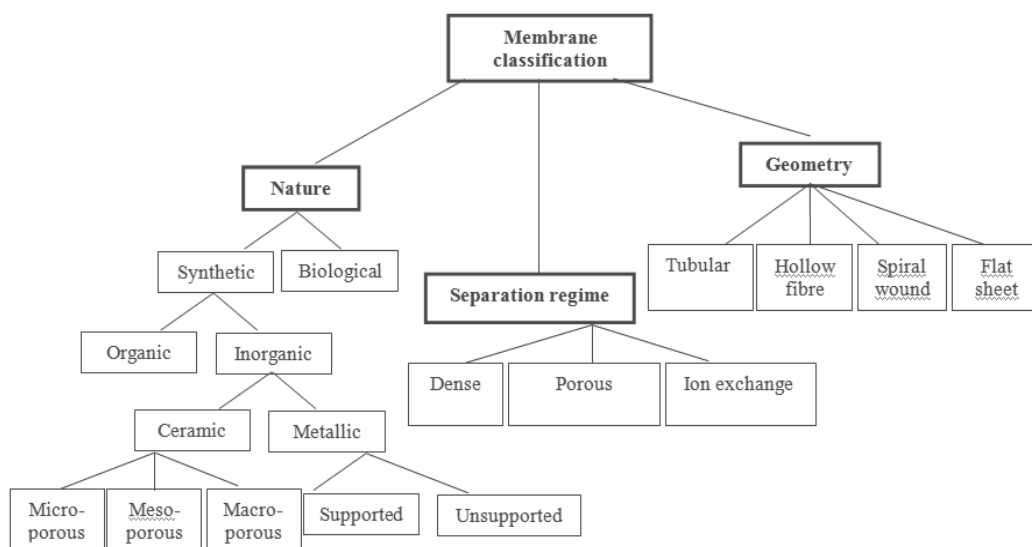 Membrane
classification
Nature
Geometry
Synthetic
Biological
Tubular
Hollow
fibre
Spiral
wound
Flat
sheet
Separation regime
Organic
Inorganic
Dense
Porous
Ion exchange
Ceramic
Metallic
Micro-
porous
Meso-
porous
Macro-
porous
Supported
Unsupported